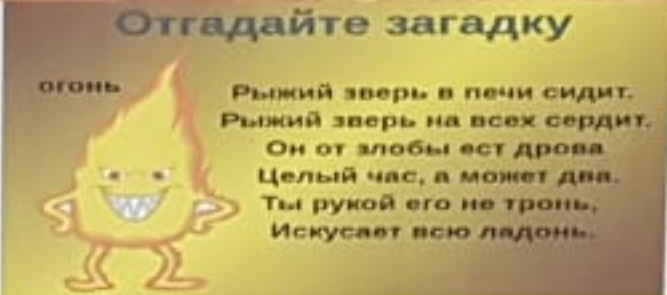 Отгадайте загадку
огонь
Рыжий зверь в печи сидит.
Рыжий зверь на всех сердит.
Он от злобы ест дрова
Целый час, а может два.
Ты рукой его не тронь,
Искусает всю ладонь.